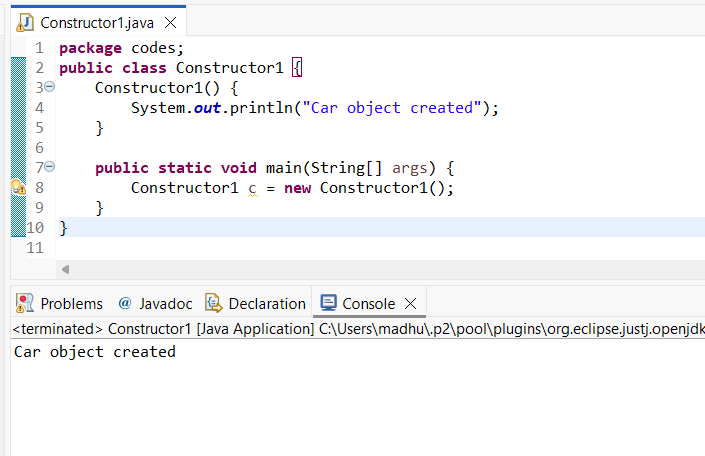 Constructor1.java
1 package codes;
2 public class Constructor1 {
3 Constructor1() {
4 System.out.println("Car object created");
5 }
6
7 public static void main(String[] args) {
8 Constructor1 c = new Constructor1();
9 }
10 }
11
Problems @ Javadoc Declaration Console
<terminated> Constructor1 [Java Application] C:\Users\madhu\.p2\pool\plugins\org.eclipse.justj.openjdk
Car object created